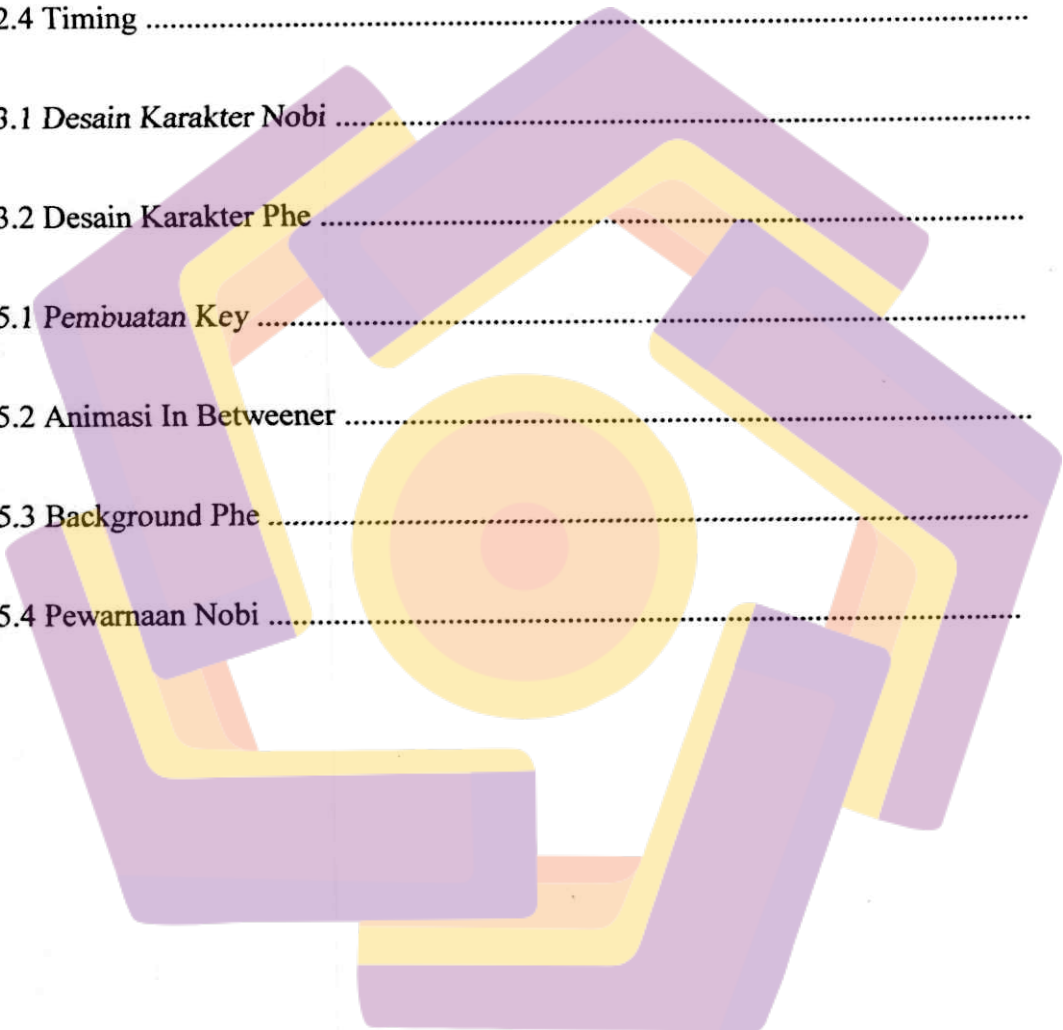 2.4 Timing ........................................................................
3.1 Desain Karakter Nobi ........................................................................
3.2 Desain Karakter Phe ........................................................................
5.1 Pembuatan Key ........................................................................
5.2 Animasi In Betweener ........................................................................
5.3 Background Phe ........................................................................
5.4 Pewarnaan Nobi ........................................................................